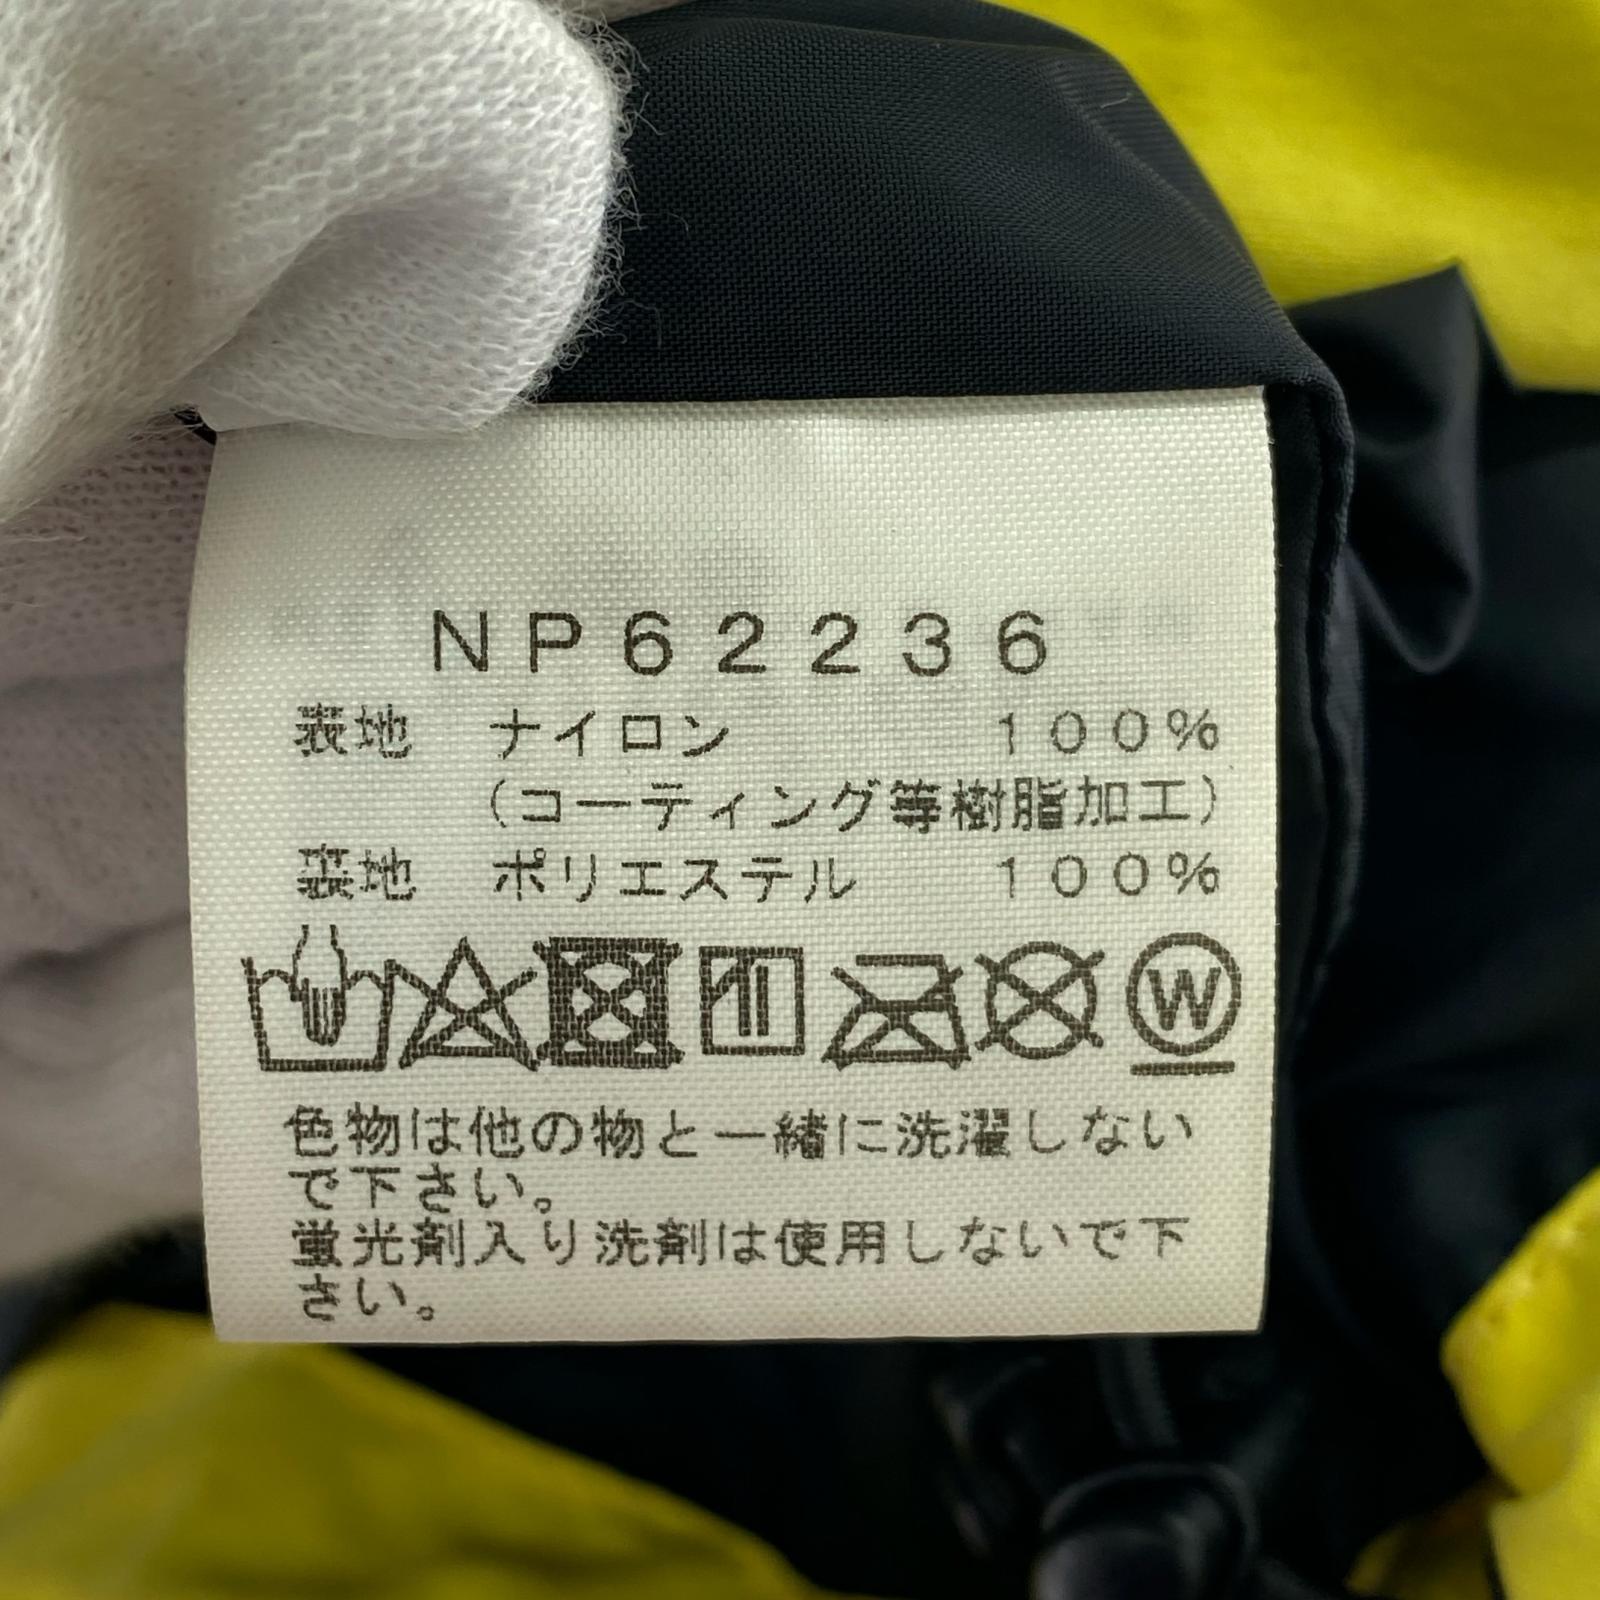 NP62236
表地 ナイロン 100%
(コーティング等樹脂加工)
裏地 ポリエステル 100%
W
色物は他の物と一緒に洗濯しない
で下さい。
蛍光剤入り洗剤は使用しないで下
さい。